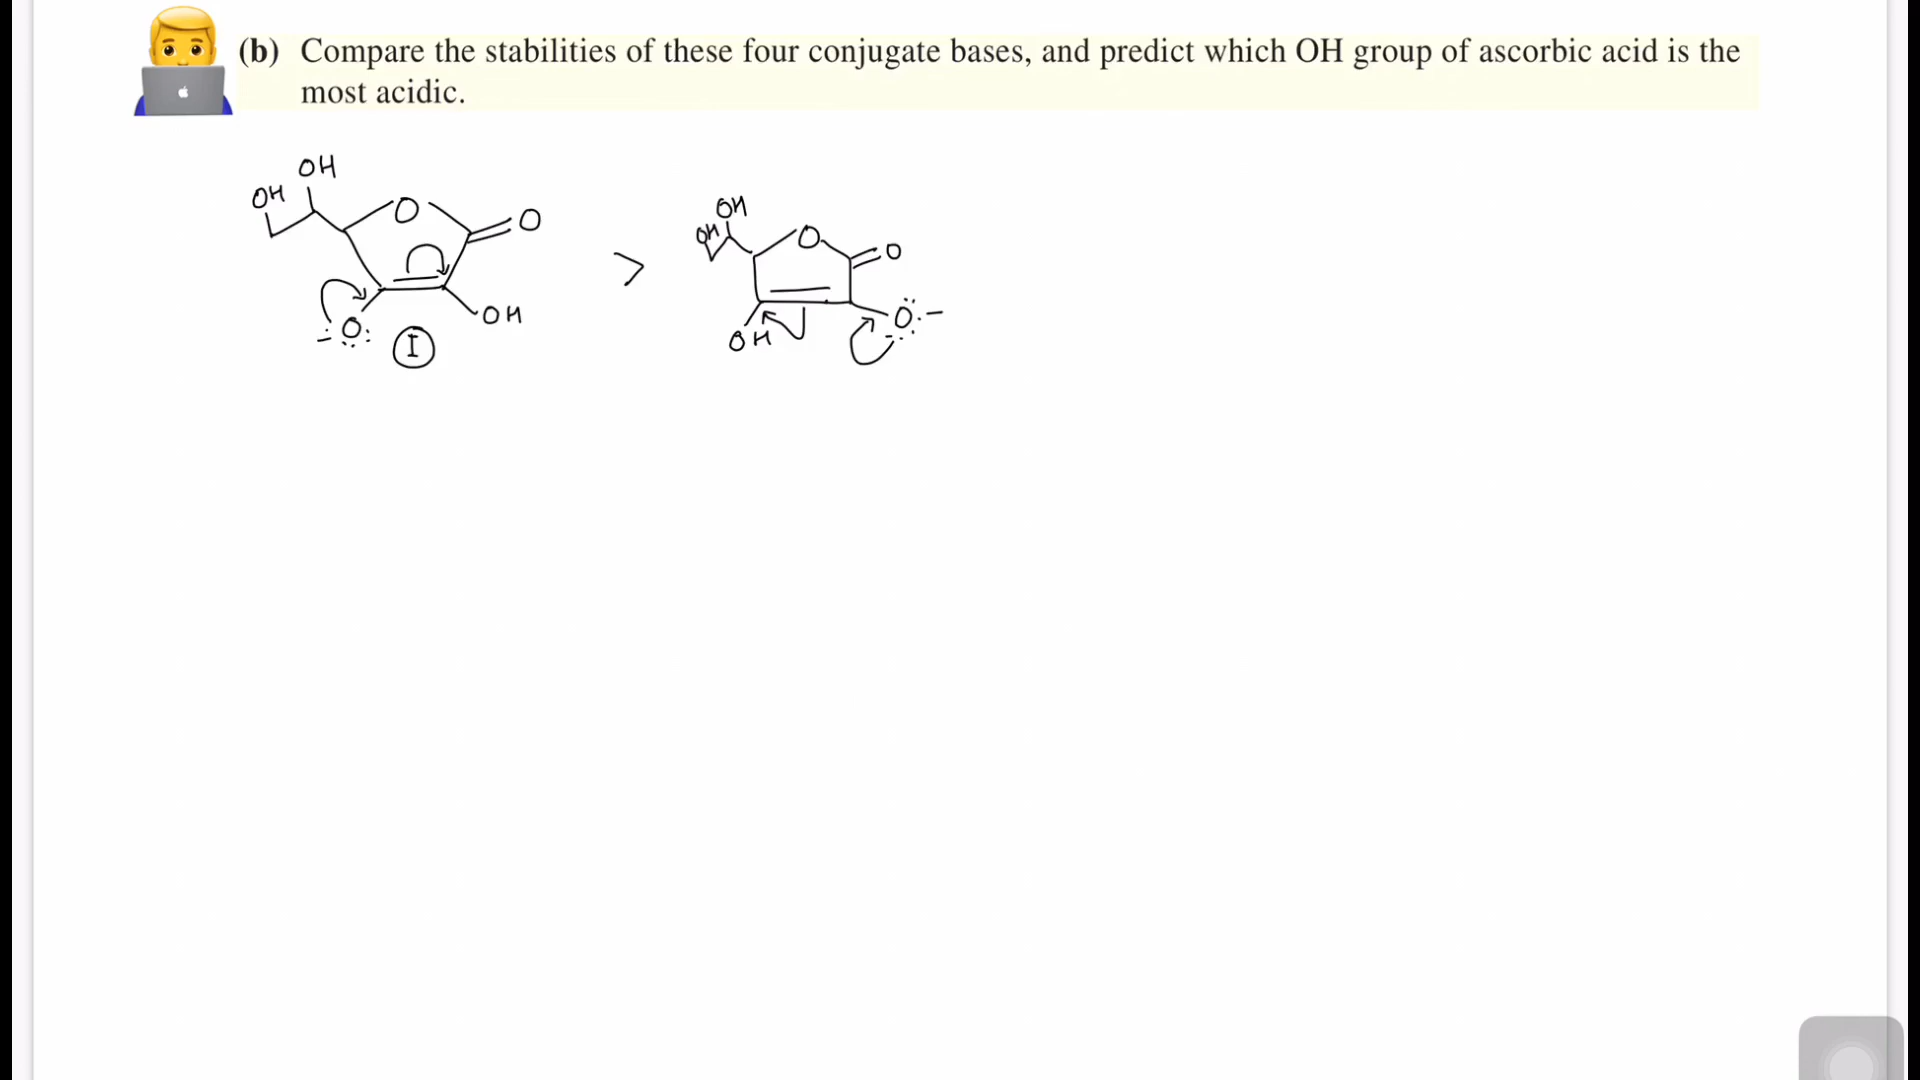 (b) Compare the stabilities of these four conjugate bases, and predict which OH group of ascorbic acid is the
most acidic.
OH
OH
O
O
OH
- :O:
I
>
OH
OH
O
O
:O: -
OH